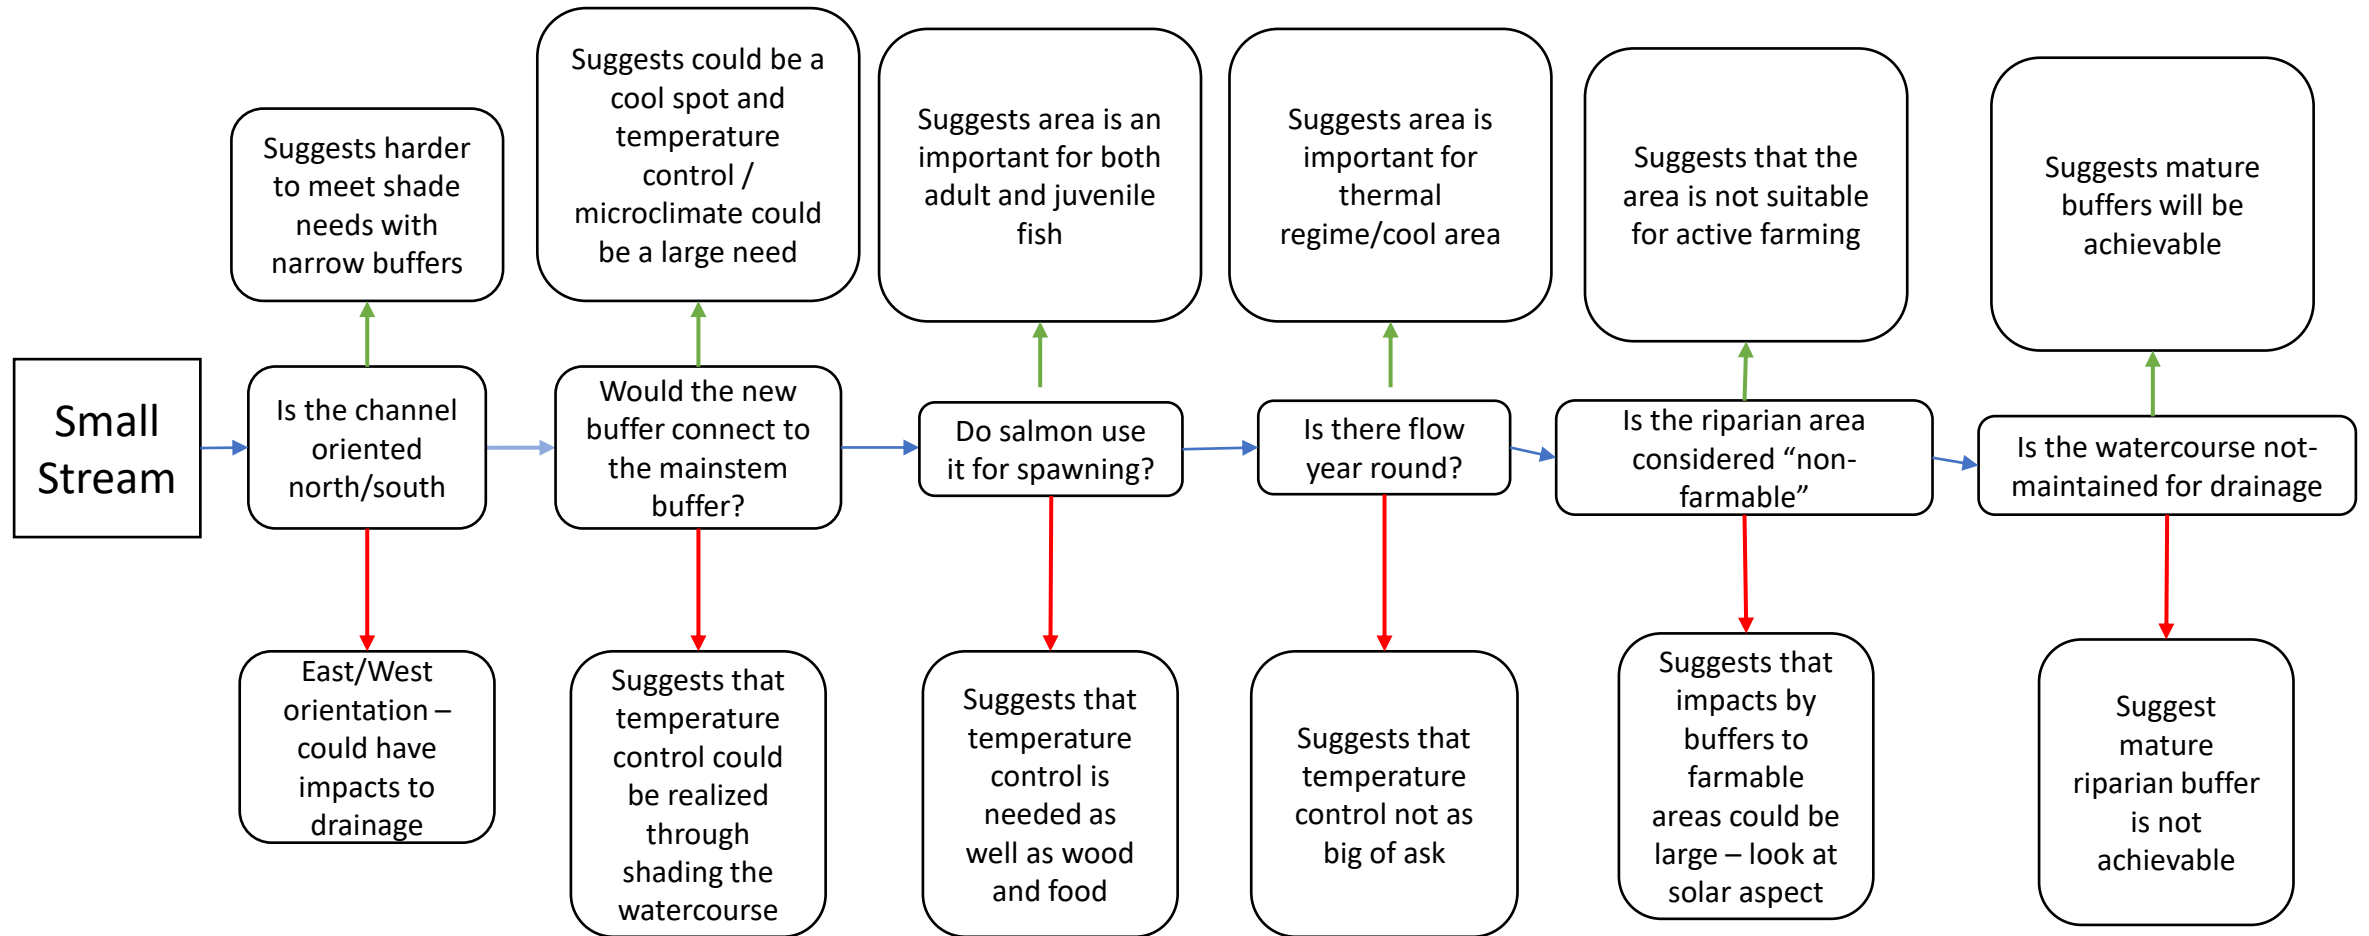 Small
Stream
Suggests harder
to meet shade
needs with
narrow buffers
Is the channel
oriented
north/south
East/West
orientation –
could have
impacts to
drainage
Suggests could be a
cool spot and
temperature
control /
microclimate could
be a large need
Would the new
buffer connect to
the mainstem
buffer?
Suggests that
temperature
control could
be realized
through
shading the
watercourse
Suggests area is an
important for both
adult and juvenile
fish
Do salmon use
it for spawning?
Suggests that
temperature
control is
needed as
well as wood
and food
Suggests area is
important for
thermal
regime/cool area
Is there flow
year round?
Suggests that
temperature
control not as
big of ask
Suggests that the
area is not suitable
for active farming
Is the riparian area
considered “non-
farmable”
Suggests that
impacts by
buffers to
farmable
areas could be
large – look at
solar aspect
Suggests mature
buffers will be
achievable
Is the watercourse not-
maintained for drainage
Suggest
mature
riparian buffer
is not
achievable